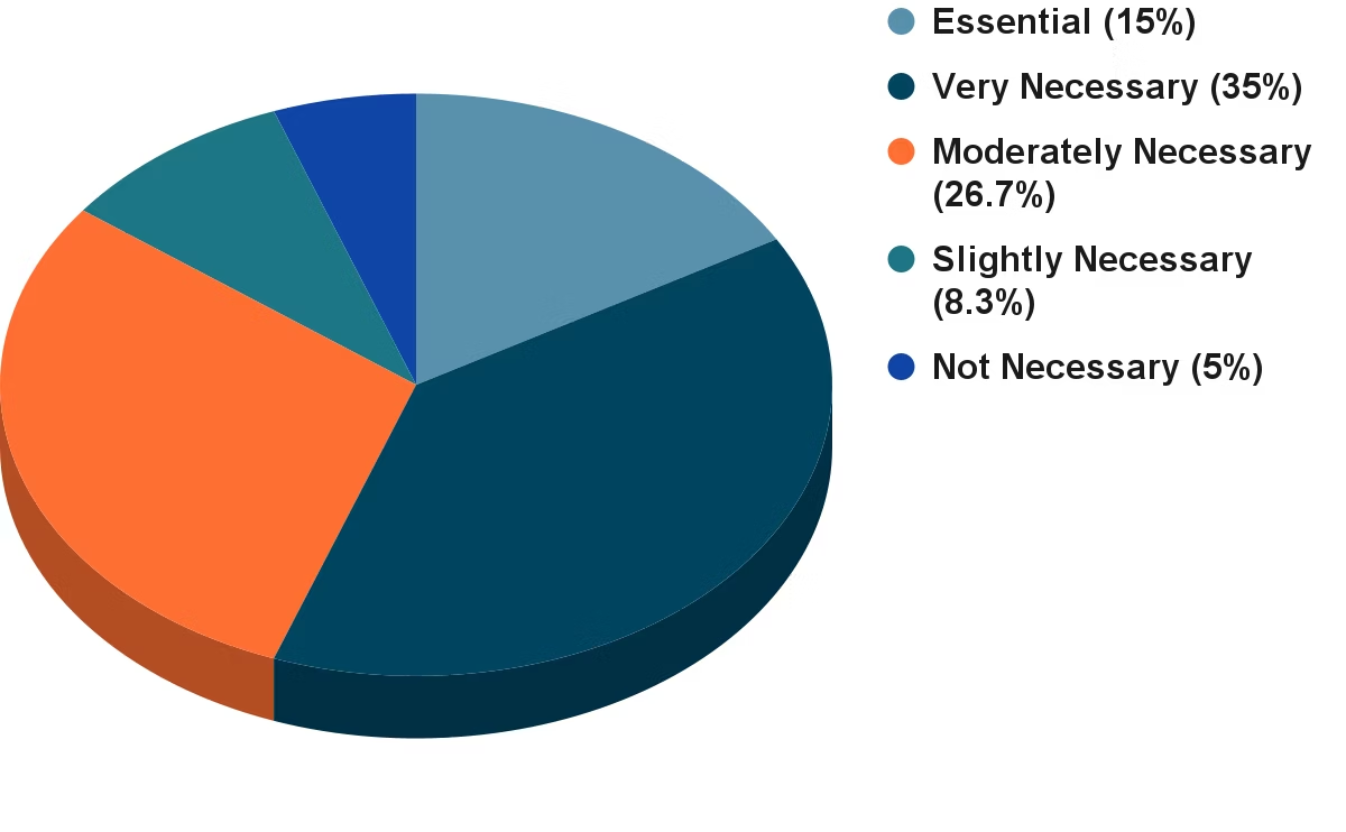 Essential (15%)
Very Necessary (35%)
Moderately Necessary
(26.7%)
Slightly Necessary
(8.3%)
Not Necessary (5%)